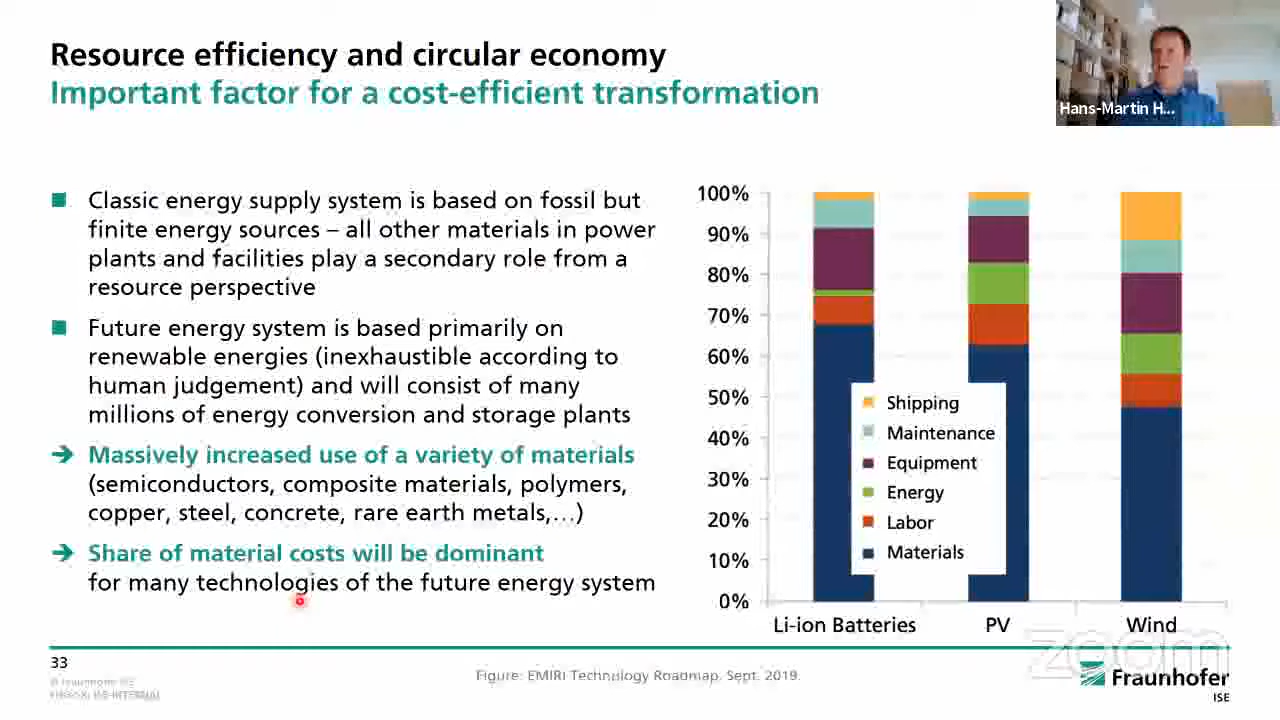 Resource efficiency and circular economy
Important factor for a cost-efficient transformation
Hans-Martin H...
Classic energy supply system is based on fossil but
finite energy sources – all other materials in power
plants and facilities play a secondary role from a
resource perspective
Future energy system is based primarily on
renewable energies (inexhaustible according to
human judgement) and will consist of many
millions of energy conversion and storage plants
➔ Massively increased use of a variety of materials
(semiconductors, composite materials, polymers,
copper, steel, concrete, rare earth metals,…)
➔ Share of material costs will be dominant
for many technologies of the future energy system
100%
90%
80%
70%
60%
50%
40%
30%
20%
10%
0%
Shipping
Maintenance
Equipment
Energy
Labor
Materials
Li-ion Batteries
PV
Wind
33
© Fraunhofer ISE
Figure: EMIRI Technology Roadmap, Sept. 2019.
zoom
Fraunhofer
ISE